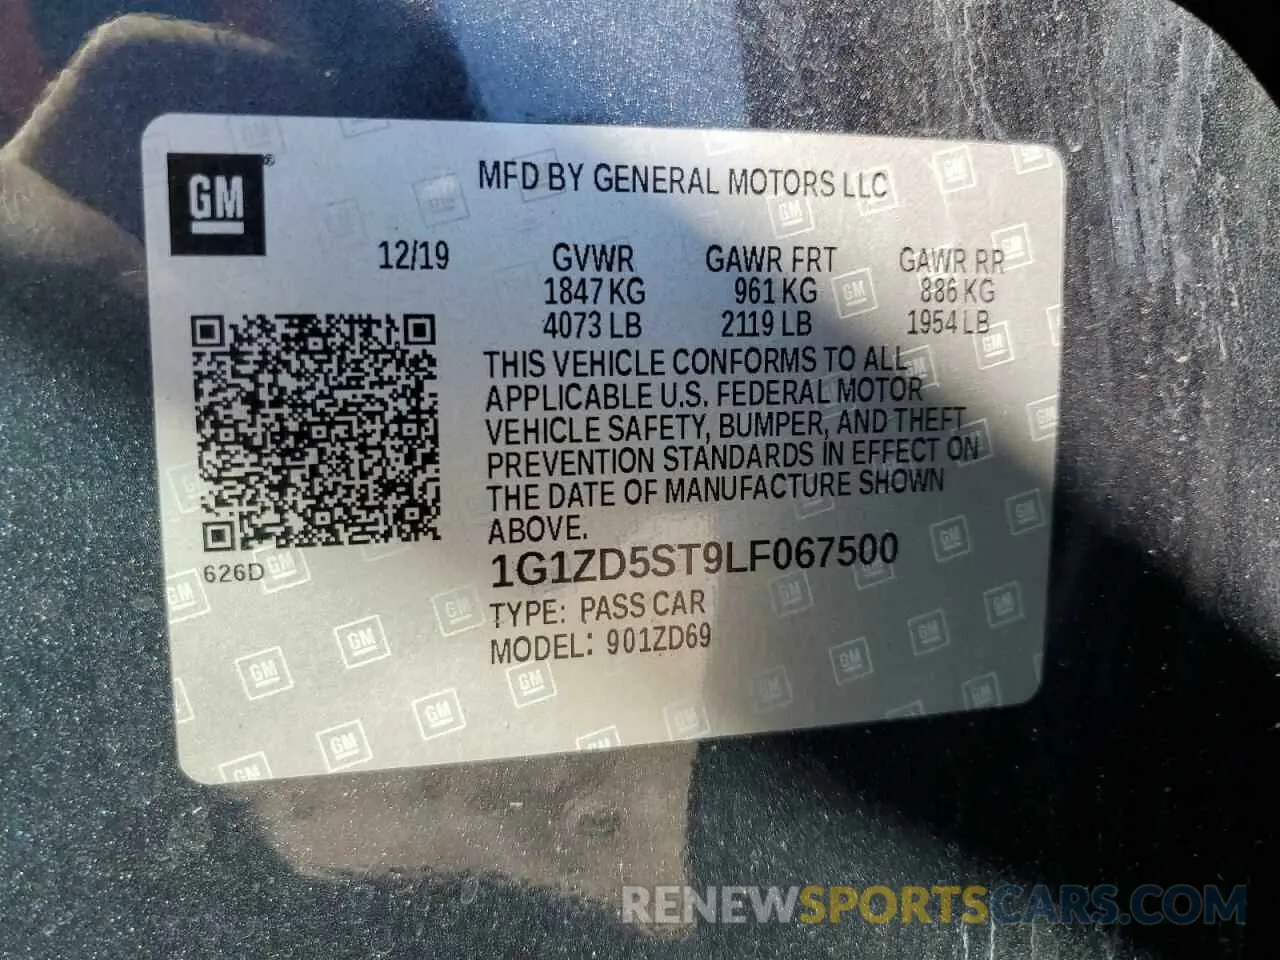 GM®
MFD BY GENERAL MOTORS LLC
12/19 GVWR GAWR FRT GAWR RR
1847 KG 961 KG 886 KG
4073 LB 2119 LB 1954 LB
THIS VEHICLE CONFORMS TO ALL
APPLICABLE U.S. FEDERAL MOTOR
VEHICLE SAFETY, BUMPER, AND THEFT
PREVENTION STANDARDS IN EFFECT ON
THE DATE OF MANUFACTURE SHOWN
ABOVE.
626D
1G1ZD5ST9LF067500
TYPE: PASS CAR
MODEL: 901ZD69
RENEWSPORTSCARS.COM